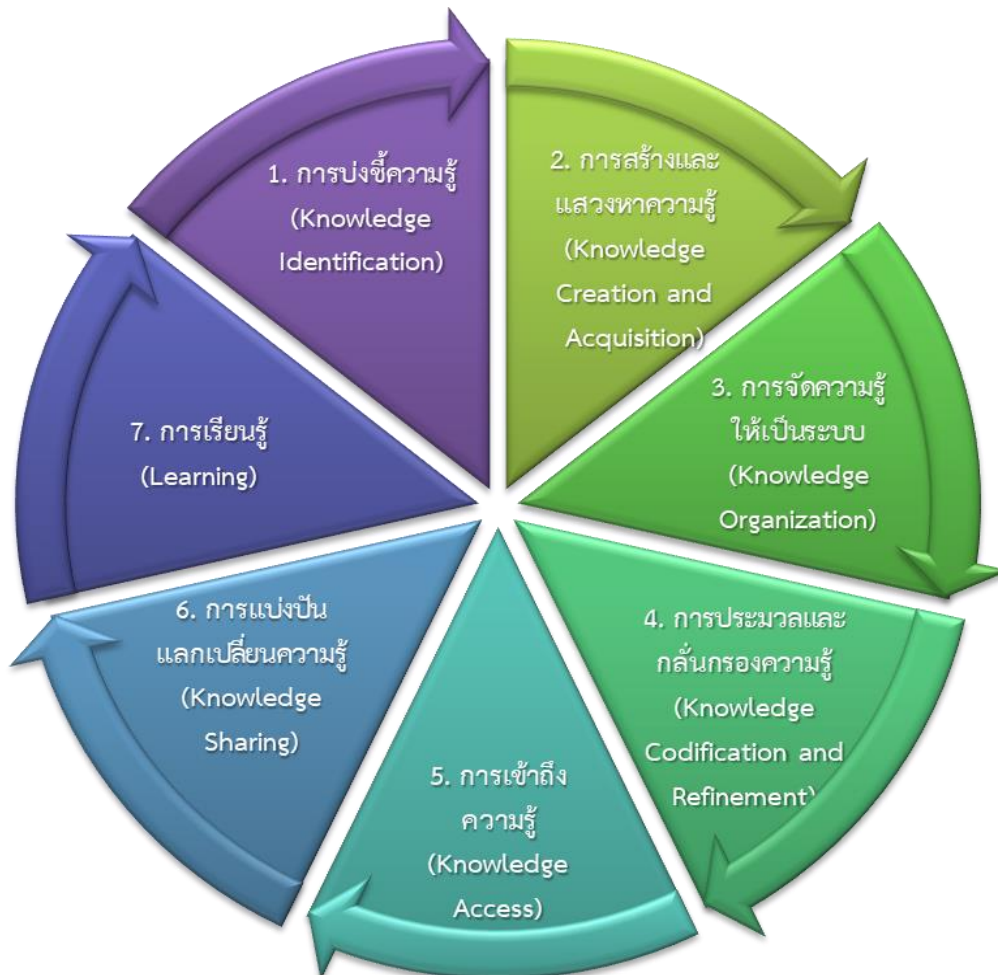 1. การบ่งชี้ความรู้
(Knowledge
Identification)
2. การสร้างและ
แสวงหาความรู้
(Knowledge
Creation and
Acquisition)
3. การจัดความรู้
ให้เป็นระบบ
(Knowledge
Organization)
4. การประมวลและ
กลั่นกรองความรู้
(Knowledge
Codification and
Refinement)
5. การเข้าถึง
ความรู้
(Knowledge
Access)
6. การแบ่งปัน
แลกเปลี่ยนความรู้
(Knowledge
Sharing)
7. การเรียนรู้
(Learning)